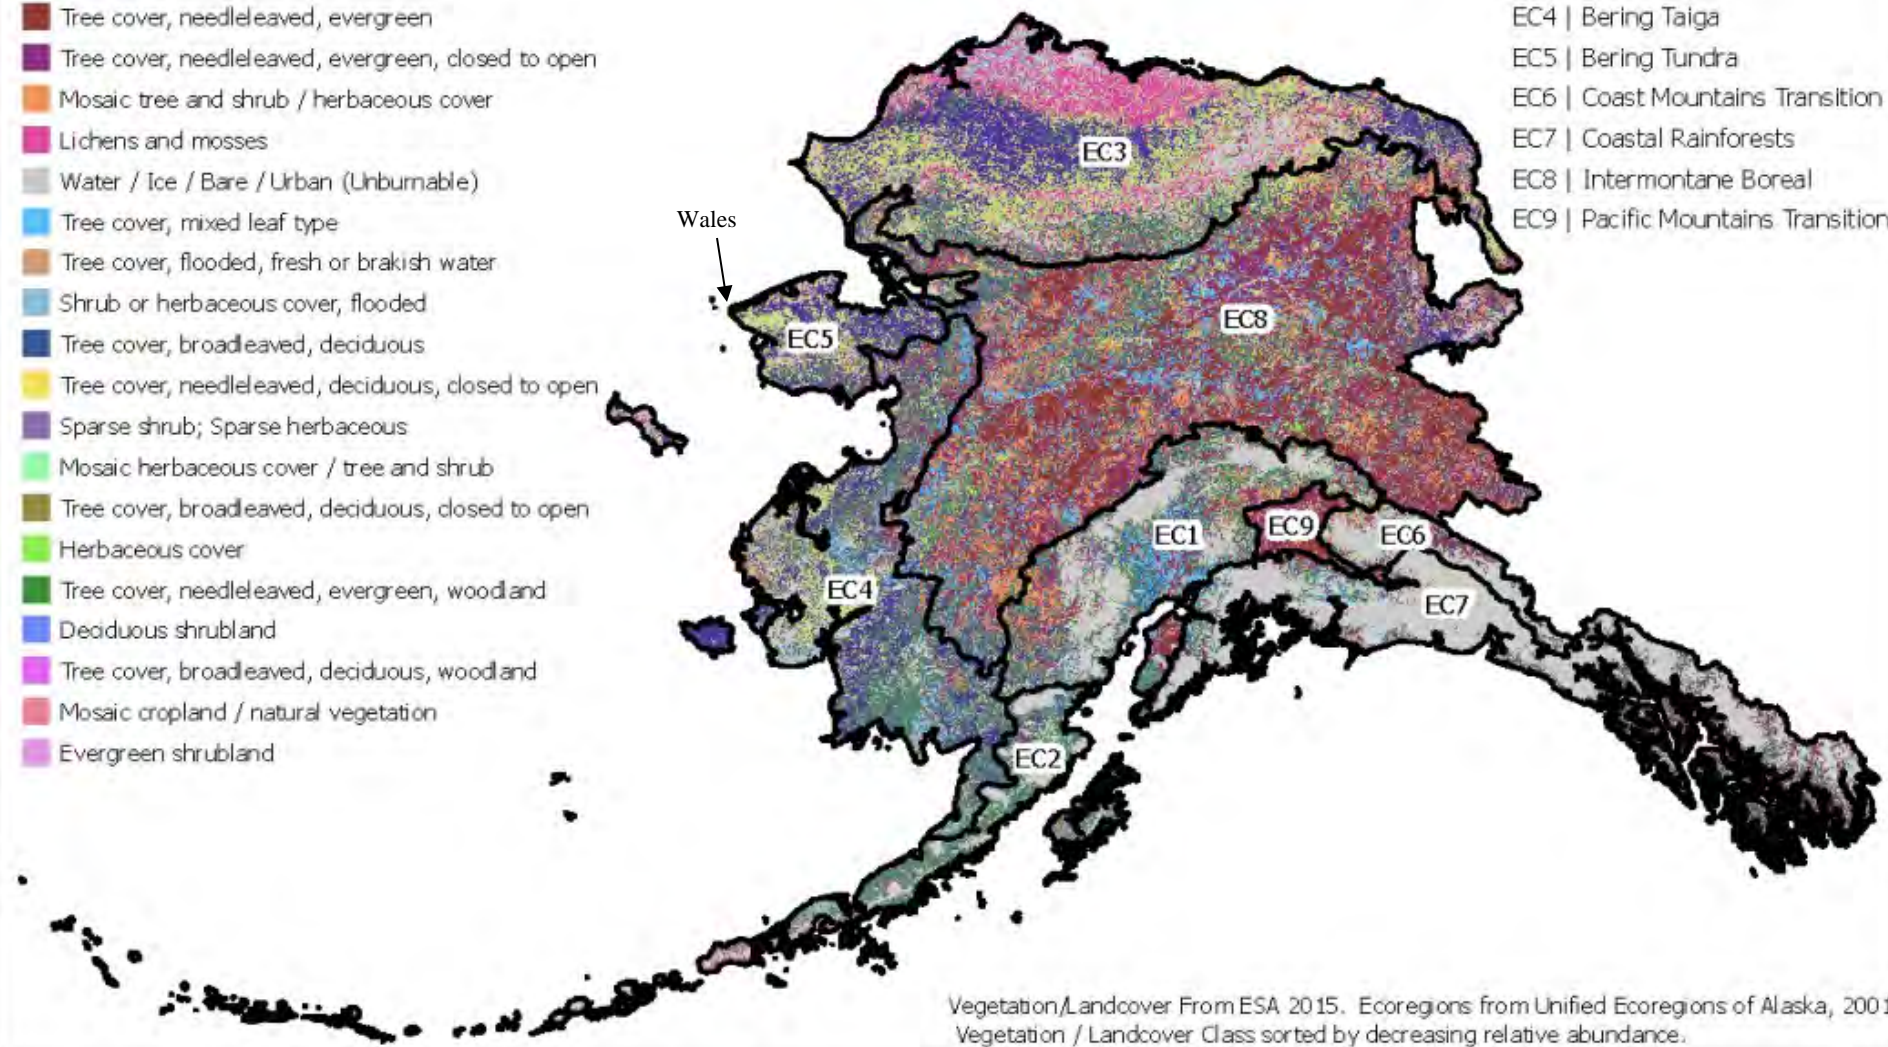 Tree cover, needleleaved, evergreen
Tree cover, needleleaved, evergreen, closed to open
Mosaic tree and shrub / herbaceous cover
Lichens and mosses
Water / Ice / Bare / Urban (Unburnable)
Tree cover, mixed leaf type
Tree cover, flooded, fresh or brakish water
Shrub or herbaceous cover, flooded
Tree cover, broadleaved, deciduous
Tree cover, needleleaved, deciduous, closed to open
Sparse shrub; Sparse herbaceous
Mosaic herbaceous cover / tree and shrub
Tree cover, broadleaved, deciduous, closed to open
Herbaceous cover
Tree cover, needleleaved, evergreen, woodland
Deciduous shrubland
Tree cover, broadleaved, deciduous, woodland
Mosaic cropland / natural vegetation
Evergreen shrubland
EC4 | Bering Taiga
EC5 | Bering Tundra
EC6 | Coast Mountains Transition
EC7 | Coastal Rainforests
EC8 | Intermontane Boreal
EC9 | Pacific Mountains Transition
Wales
EC3
EC5
EC8
EC1
EC9
EC6
EC4
EC7
EC2
Vegetation/Landcover From ESA 2015. Ecoregions from Unified Ecoregions of Alaska, 2001
Vegetation / Landcover Class sorted by decreasing relative abundance.